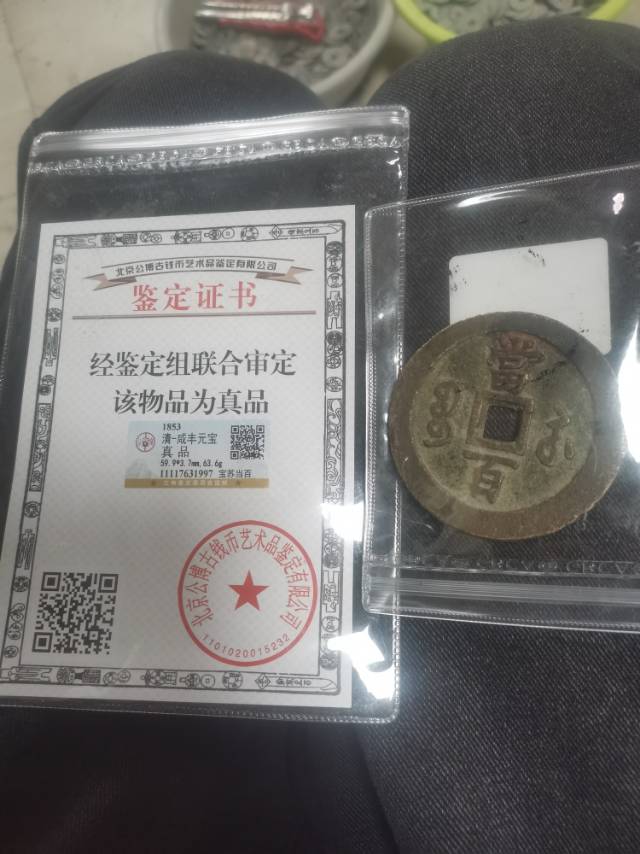 北京公博古钱币艺术品鉴定有限公司
鉴定证书
经鉴定组联合审定
该物品为真品
1853
清-咸丰元宝
真品
59.9*3.7mm,63.6g
11117631997 宝苏当百
北京公博古钱币艺术品鉴定有限公司
1101020015232
當
百